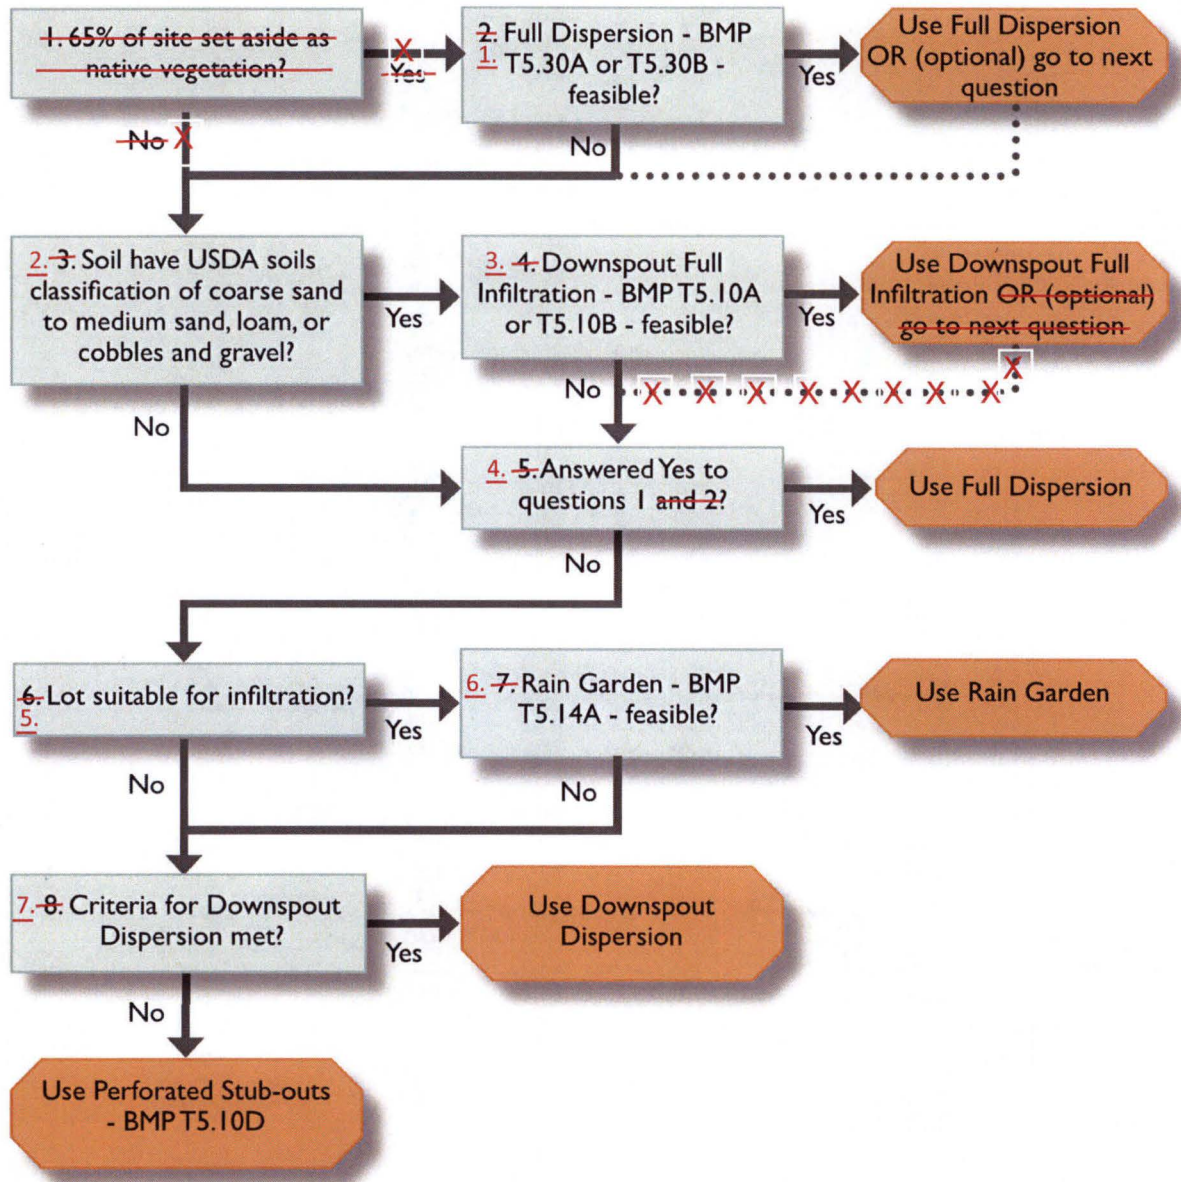 1. 65% of site set aside as
native vegetation?
X
Yes
No X
2. Full Dispersion - BMP
1. T5.30A or T5.30B -
feasible?
Yes
No
Use Full Dispersion
OR (optional) go to next
question
2. 3. Soil have USDA soils
classification of coarse sand
to medium sand, loam, or
cobbles and gravel?
Yes
No
3. 4. Downspout Full
Infiltration - BMP T5.10A
or T5.10B - feasible?
Yes
No
Use Downspout Full
Infiltration OR (optional)
go to next question
X
X X X X X X X X
4. 5. Answered Yes to
questions 1 and 2?
Yes
No
Use Full Dispersion
6. Lot suitable for infiltration?
5.
Yes
No
6. 7. Rain Garden - BMP
T5.14A - feasible?
Yes
No
Use Rain Garden
7. 8. Criteria for Downspout
Dispersion met?
Yes
No
Use Downspout
Dispersion
Use Perforated Stub-outs
- BMP T5.10D